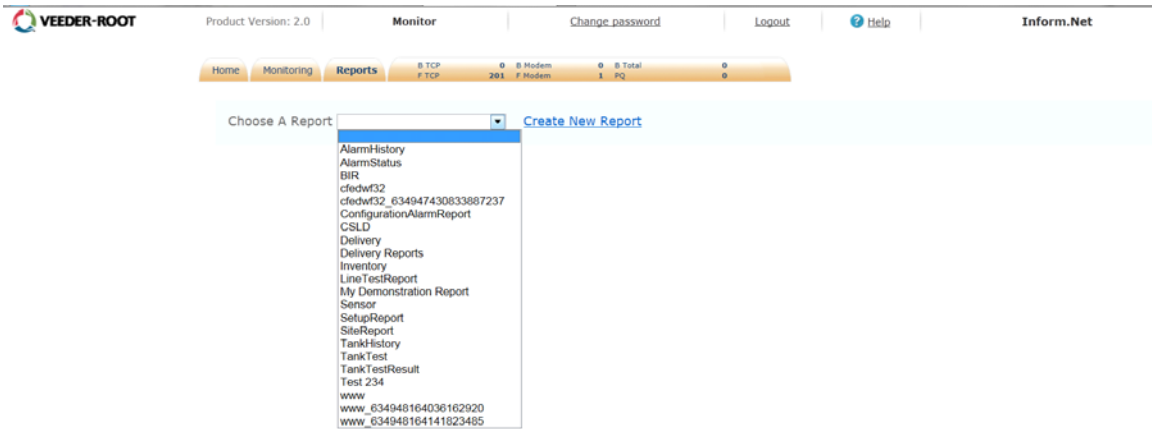 VEEDER-ROOT Product Version: 2.0 Monitor Change password Logout ? Help Inform.Net
Home Monitoring Reports
B TCP 0 B Modem 0 B Total 0
F TCP 201 F Modem 1 PQ 0
Choose A Report Create New Report
AlarmHistory
AlarmStatus
BIR
cfedwf32
cfedwf32_634947430833887237
ConfigurationAlarmReport
CSLD
Delivery
Delivery Reports
Inventory
LineTestReport
My Demonstration Report
Sensor
SetupReport
SiteReport
TankHistory
TankTest
TankTestResult
Test 234
www
www_634948164036162920
www_634948164141823485